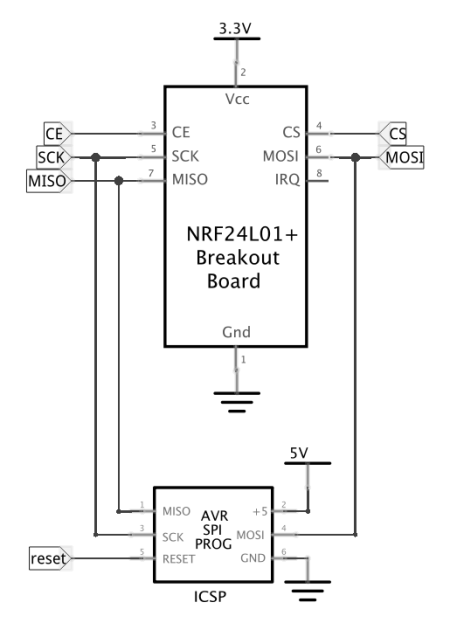 3.3V
2
Vcc
CE 3 CE CS 4 CS
SCK 5 SCK MOSI 6 MOSI
MISO 7 MISO IRQ 8
NRF24L01+
Breakout
Board
Gnd
1
5V
1 MISO +5 2
3 SCK MOSI 4
reset 5 RESET GND 6
AVR
SPI
PROG
ICSP